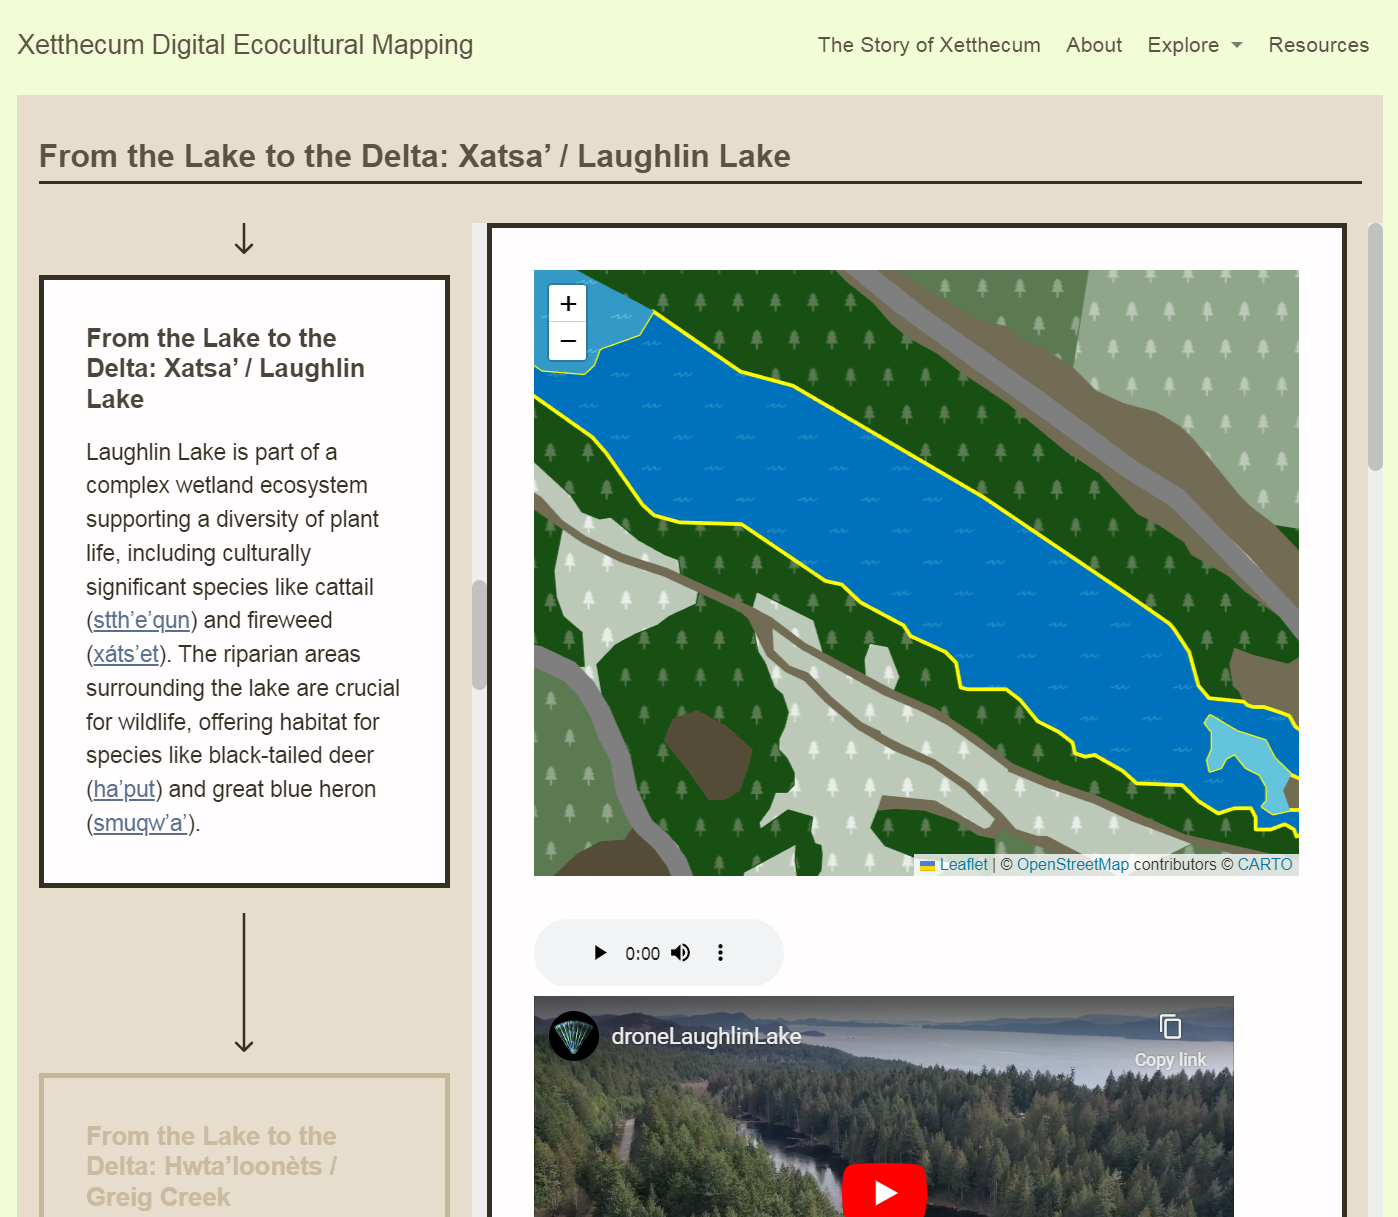 Xetthecum Digital Ecocultural Mapping
The Story of Xetthecum About Explore Resources
From the Lake to the Delta: Xatsa’ / Laughlin Lake
From the Lake to the
Delta: Xatsa’ / Laughlin
Lake
Laughlin Lake is part of a
complex wetland ecosystem
supporting a diversity of plant
life, including culturally
significant species like cattail
(stth’e’qun) and fireweed
(xáts’et). The riparian areas
surrounding the lake are crucial
for wildlife, offering habitat for
species like black-tailed deer
(ha’put) and great blue heron
(smuqw’a’).
From the Lake to the
Delta: Hwta’loonèts /
Greig Creek
+
−
Leaflet | © OpenStreetMap contributors © CARTO
0:00
droneLaughlinLake
Copy link